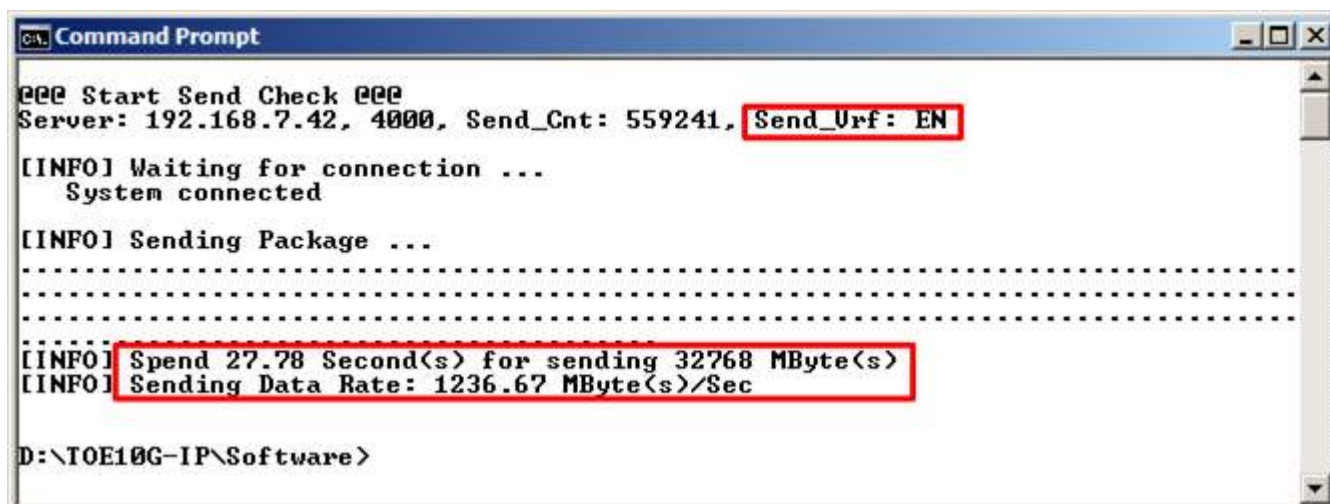 Command Prompt
@@@ Start Send Check @@@
Server: 192.168.7.42, 4000, Send_Cnt: 559241, Send_Vrf: EN
[INFO] Waiting for connection ...
System connected
[INFO] Sending Package ...
................................................................................
................................................................................
................................................................................
........................................
[INFO] Spend 27.78 Second(s) for sending 32768 MByte(s)
[INFO] Sending Data Rate: 1236.67 MByte(s)/Sec
D:\TOE10G-IP\Software>